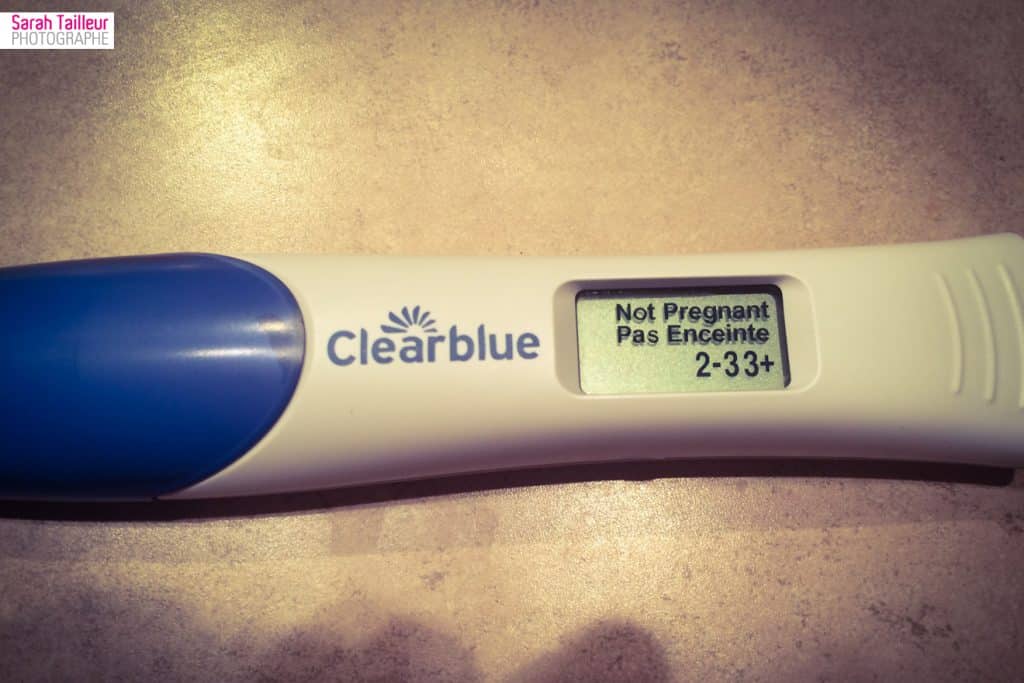 Sarah Tailleur
PHOTOGRAPHE
Clearblue
Not Pregnant
Pas Enceinte
2-33+